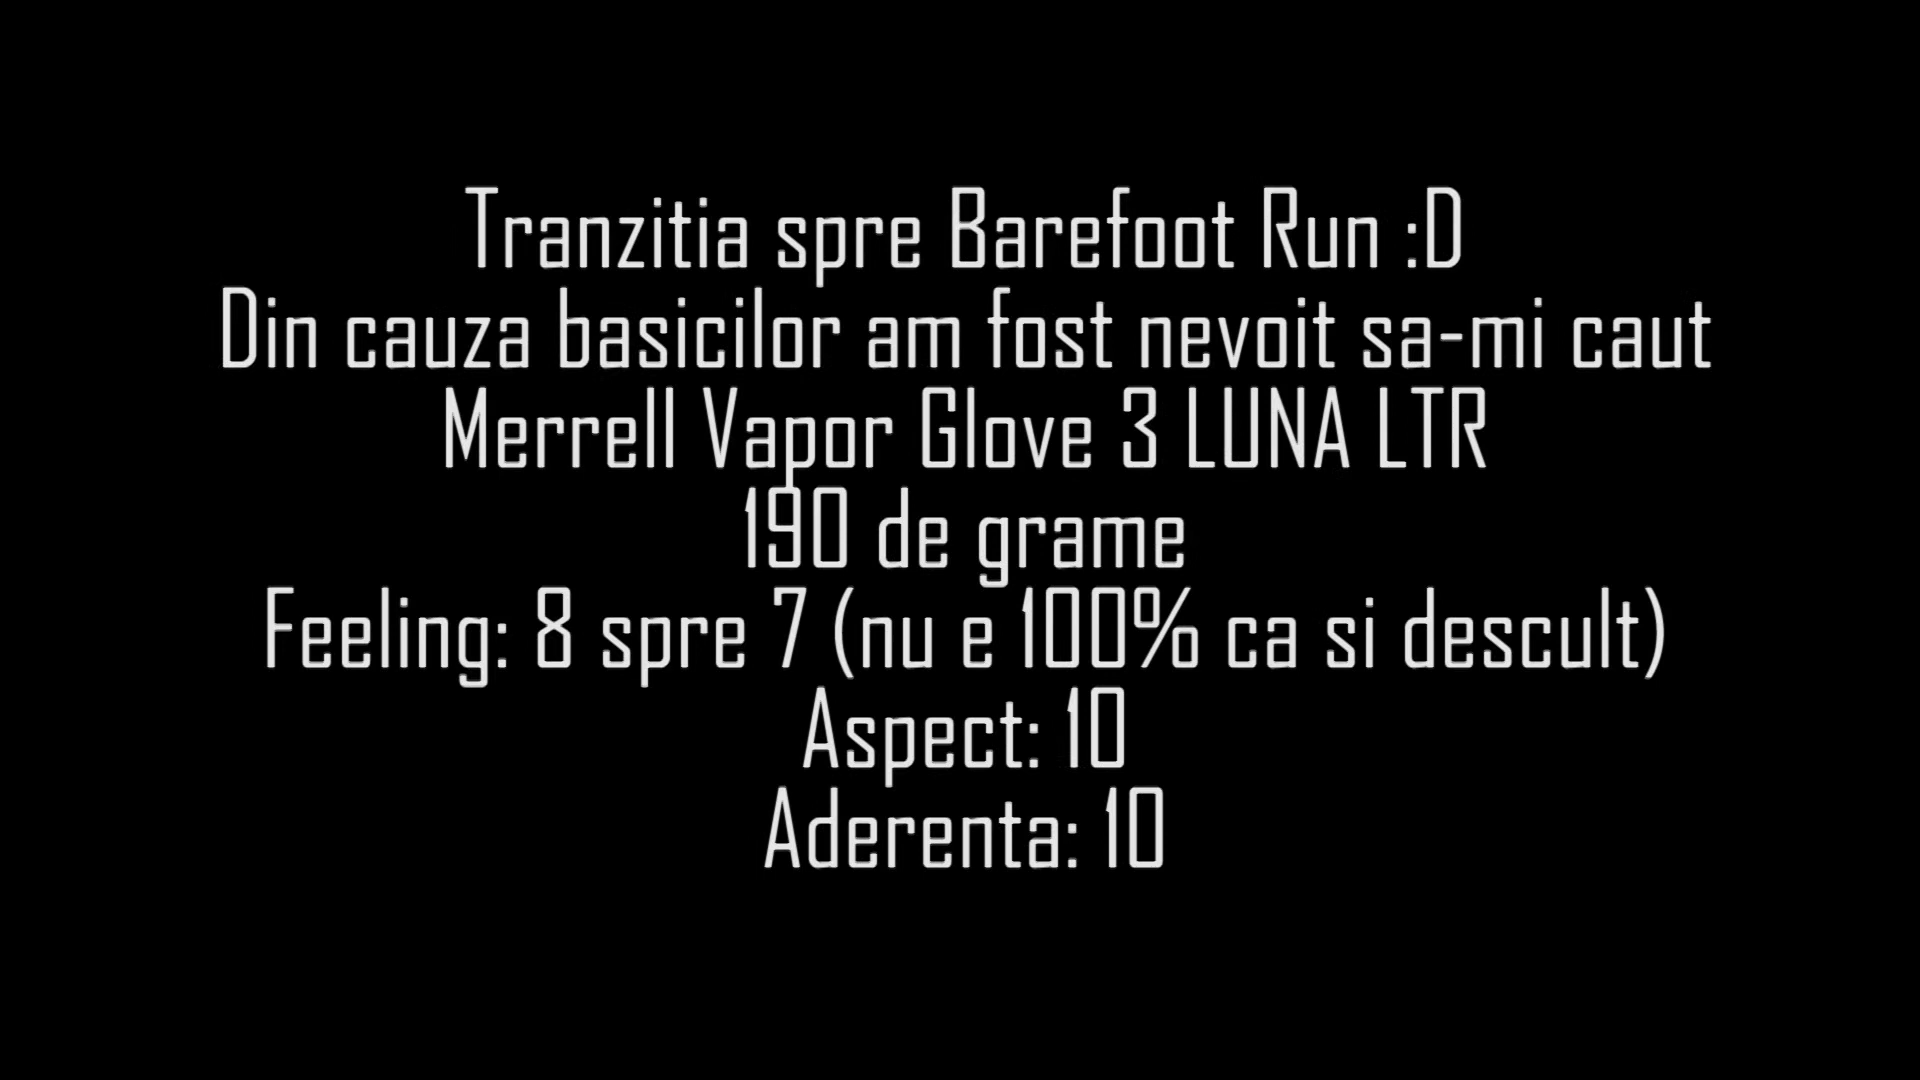 Tranzitia spre Barefoot Run :D
Din cauza basicilor am fost nevoit sa-mi caut
Merrell Vapor Glove 3 LUNA LTR
190 de grame
Feeling: 8 spre 7 (nu e 100% ca si descult)
Aspect: 10
Aderenta: 10